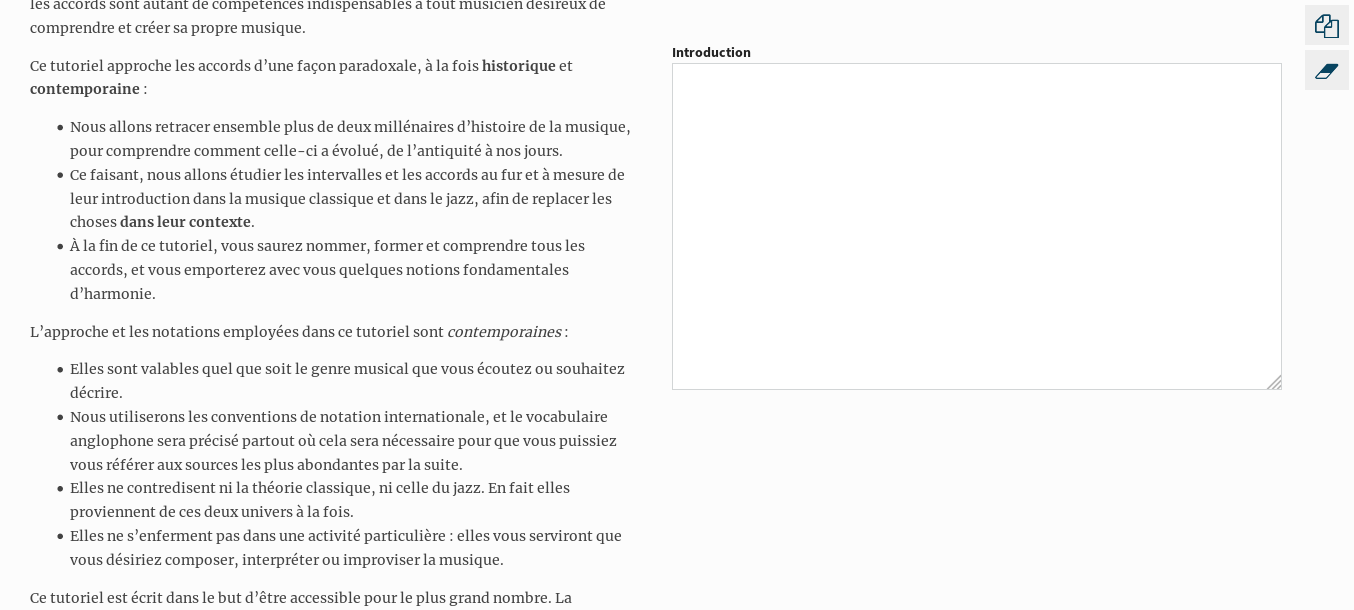 les accords sont autant de compétences indispensables à tout musicien désireux de
comprendre et créer sa propre musique.
Ce tutoriel approche les accords d’une façon paradoxale, à la fois historique et
contemporaine :
Nous allons retracer ensemble plus de deux millénaires d’histoire de la musique,
pour comprendre comment celle-ci a évolué, de l’antiquité à nos jours.
Ce faisant, nous allons étudier les intervalles et les accords au fur et à mesure de
leur introduction dans la musique classique et dans le jazz, afin de replacer les
choses dans leur contexte.
À la fin de ce tutoriel, vous saurez nommer, former et comprendre tous les
accords, et vous emporterez avec vous quelques notions fondamentales
d’harmonie.
L’approche et les notations employées dans ce tutoriel sont contemporaines :
Elles sont valables quel que soit le genre musical que vous écoutez ou souhaitez
décrire.
Nous utiliserons les conventions de notation internationale, et le vocabulaire
anglophone sera précisé partout où cela sera nécessaire pour que vous puissiez
vous référer aux sources les plus abondantes par la suite.
Elles ne contredisent ni la théorie classique, ni celle du jazz. En fait elles
proviennent de ces deux univers à la fois.
Elles ne s’enferment pas dans une activité particulière : elles vous serviront que
vous désiriez composer, interpréter ou improviser la musique.
Ce tutoriel est écrit dans le but d’être accessible pour le plus grand nombre. La
Introduction